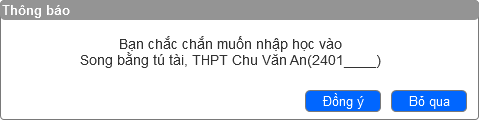 Thông báo
Bạn chắc chắn muốn nhập học vào
Song bằng tú tài, THPT Chu Văn An(2401____)
Đồng ý Bỏ qua